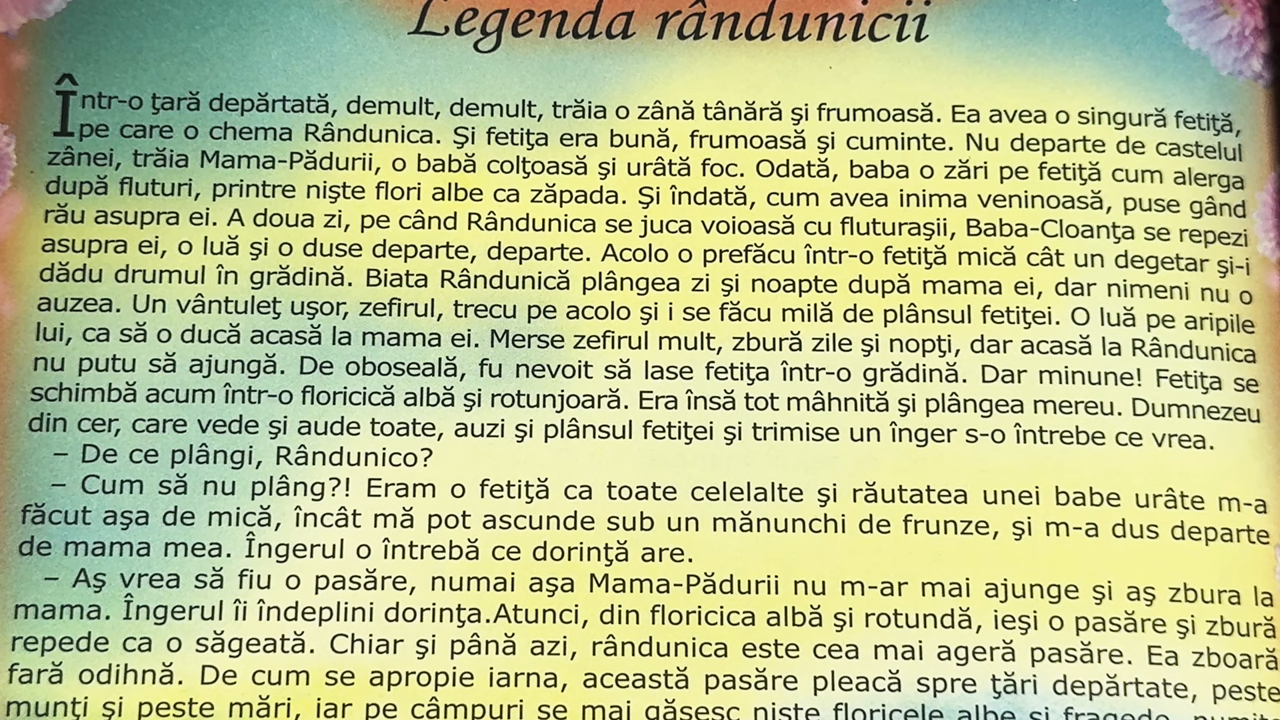 Legenda rândunicii
Într-o ţară depărtată, demult, demult, trăia o zână tânără şi frumoasă. Ea avea o singură fetiţă,
pe care o chema Rândunica. Şi fetiţa era bună, frumoasă şi cuminte. Nu departe de castelul
zânei, trăia Mama-Pădurii, o babă colţoasă şi urâtă foc. Odată, baba o zări pe fetiţă cum alerga
după fluturi, printre nişte flori albe ca zăpada. Şi îndată, cum avea inima veninoasă, puse gând
rău asupra ei. A doua zi, pe când Rândunica se juca voioasă cu fluturaşii, Baba-Cloanţa se repezi
asupra ei, o luă şi o duse departe, departe. Acolo o prefăcu într-o fetiţă mică cât un degetar şi-i
dădu drumul în grădină. Biata Rândunică plângea zi şi noapte după mama ei, dar nimeni nu o
auzea. Un vântuleţ uşor, zefirul, trecu pe acolo şi i se făcu milă de plânsul fetiţei. O luă pe aripile
lui, ca să o ducă acasă la mama ei. Merse zefirul mult, zbură zile şi nopţi, dar acasă la Rândunica
nu putu să ajungă. De oboseală, fu nevoit să lase fetiţa într-o grădină. Dar minune! Fetiţa se
schimbă acum într-o floricică albă şi rotunjoară. Era însă tot mâhnită şi plângea mereu. Dumnezeu
din cer, care vede şi aude toate, auzi şi plânsul fetiţei şi trimise un înger s-o întrebe ce vrea.
– De ce plângi, Rândunico?
– Cum să nu plâng?! Eram o fetiţă ca toate celelalte şi răutatea unei babe urâte m-a
făcut aşa de mică, încât mă pot ascunde sub un mănunchi de frunze, şi m-a dus departe
de mama mea. Îngerul o întrebă ce dorinţă are.
– Aş vrea să fiu o pasăre, numai aşa Mama-Pădurii nu m-ar mai ajunge şi aş zbura la
mama. Îngerul îi îndeplini dorinţa.Atunci, din floricica albă şi rotundă, ieşi o pasăre şi zbură
repede ca o săgeată. Chiar şi până azi, rândunica este cea mai ageră pasăre. Ea zboară
fară odihnă. De cum se apropie iarna, această pasăre pleacă spre ţări depărtate, peste
munţi şi peste mări, iar pe câmpuri se mai găsesc nişte floricele albe şi fragede